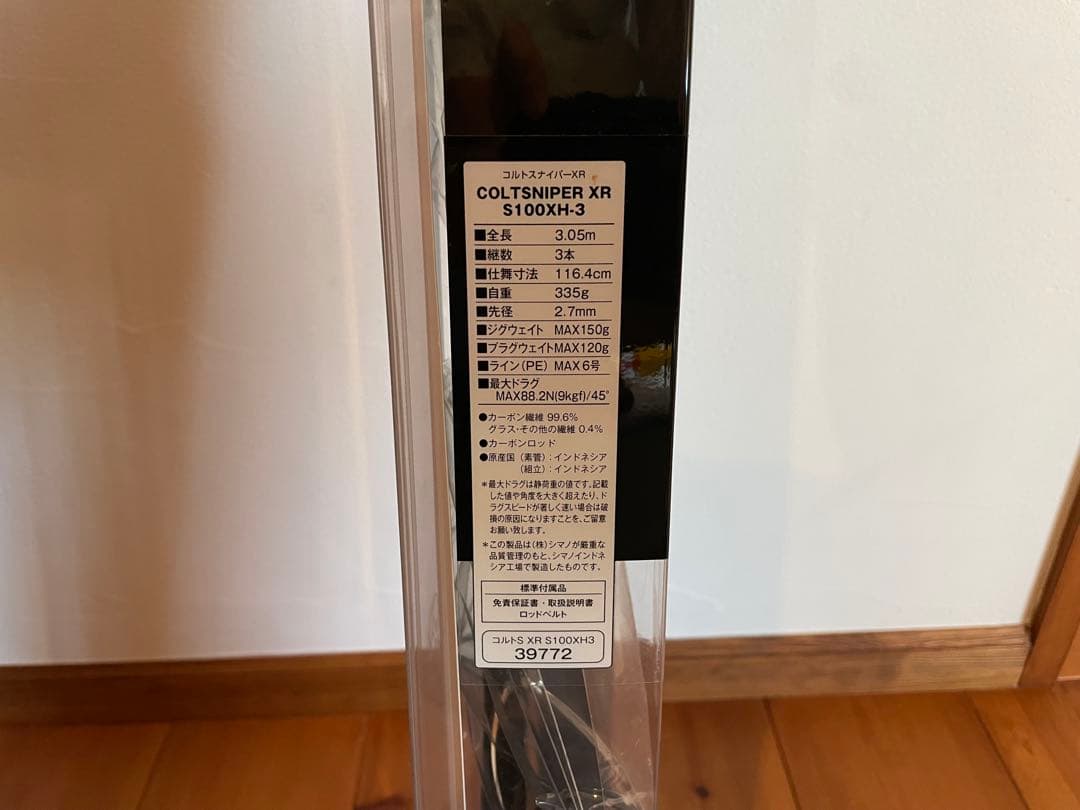 コルトスナイパーXR
COLTSNIPER XR
S100XH-3
■全長 3.05m
■継数 3本
■仕舞寸法 116.4cm
■自重 335g
■先径 2.7mm
■ジグウェイト MAX150g
■プラグウェイトMAX120g
■ライン(PE) MAX6号
■最大ドラグ
MAX88.2N(9kgf)/45°
●カーボン繊維 99.6%
グラス・その他の繊維 0.4%
●カーボンロッド
●原産国(素管):インドネシア
(組立):インドネシア
*最大ドラグは静荷重の値です。記載
した値や角度を大きく超えたり、ド
ラグスピードが著しく速い場合は破
損の原因になりますことを、ご留意
お願い致します。
*この製品は(株)シマノが厳重な
品質管理のもと、シマノインドネ
シア工場で製造したものです。
標準付属品
免責保証書・取扱説明書
ロッドベルト
コルトS XR S100XH3
39772